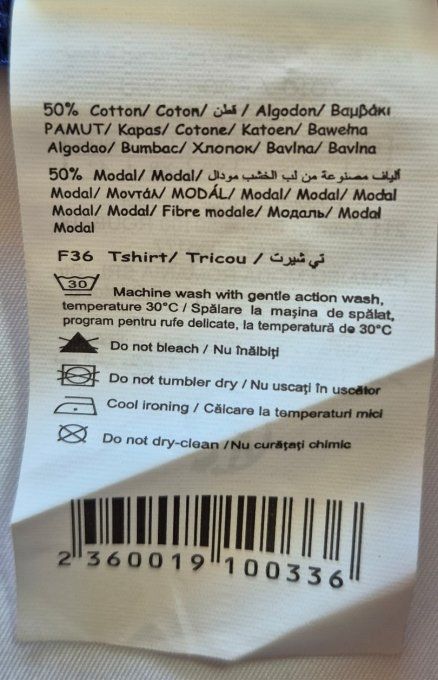 50% Cotton/ Coton/ قطن / Algodon/ Βαμβάκι
PAMUT/ Kapas/ Cotone/ Katoen/ Bawełna
Algodao/ Bumbac/ Хлопок/ Bavlna/ Bavlna
50% Modal/ Modal/ ألياف مصنوعة من لب الخشب مودال/
Modal/ Μοντάλ/ MODÁL/ Modal/ Modal/ Modal
Modal/ Modal/ Fibre modale/ Модаль/ Modal
Modal
F36 Tshirt/ Tricou / تي شيرت
30 Machine wash with gentle action wash,
temperature 30°C / Spălare la mașina de spălat,
program pentru rufe delicate, la temperatură de 30°C
Do not bleach / Nu înălbiți
Do not tumbler dry / Nu uscați în uscător
Cool ironing / Călcare la temperaturi mici
Do not dry-clean /Nu curățați chimic
2 360019 100336